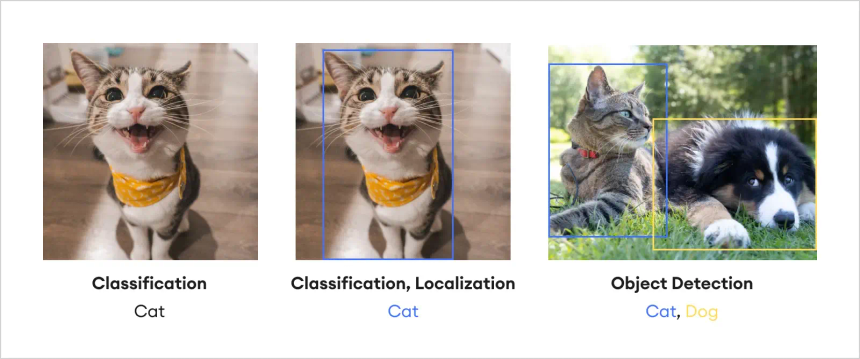 Classification
Cat
Classification, Localization
Cat
Object Detection
Cat, Dog